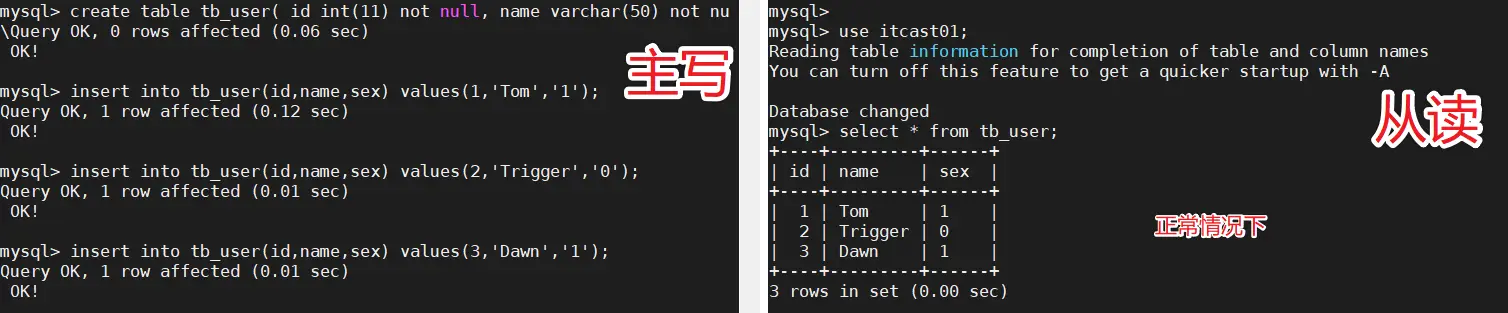 mysql> create table tb_user( id int(11) not null, name varchar(50) not nu
\Query OK, 0 rows affected (0.06 sec)
OK!
主写
mysql> insert into tb_user(id,name,sex) values(1,'Tom','1');
Query OK, 1 row affected (0.12 sec)
OK!
mysql> insert into tb_user(id,name,sex) values(2,'Trigger','0');
Query OK, 1 row affected (0.01 sec)
OK!
mysql> insert into tb_user(id,name,sex) values(3,'Dawn','1');
Query OK, 1 row affected (0.01 sec)
OK!
mysql>
mysql> use itcast01;
Reading table information for completion of table and column names
You can turn off this feature to get a quicker startup with -A
Database changed
从读
mysql> select * from tb_user;
+----+---------+------+
| id | name    | sex  |
+----+---------+------+
|  1 | Tom     | 1    |
|  2 | Trigger | 0    |
|  3 | Dawn    | 1    |
+----+---------+------+
正常情况下
3 rows in set (0.00 sec)